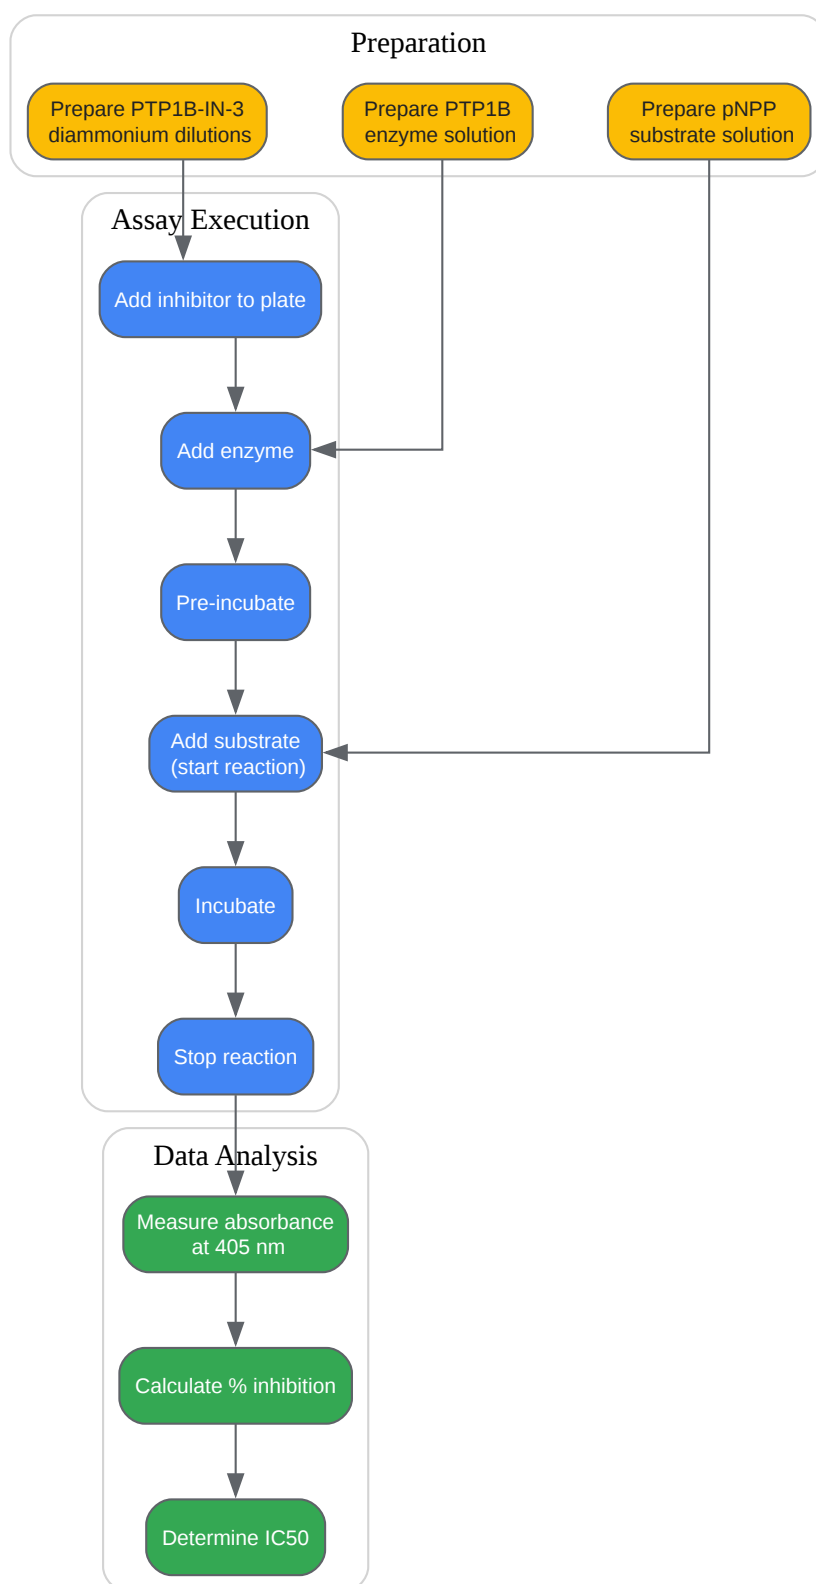 Preparation
Prepare PTP1B-IN-3
diammonium dilutions
Prepare PTP1B
enzyme solution
Prepare pNPP
substrate solution
Assay Execution
Add inhibitor to plate
Add enzyme
Pre-incubate
Add substrate
(start reaction)
Incubate
Stop reaction
Data Analysis
Measure absorbance
at 405 nm
Calculate % inhibition
Determine IC50